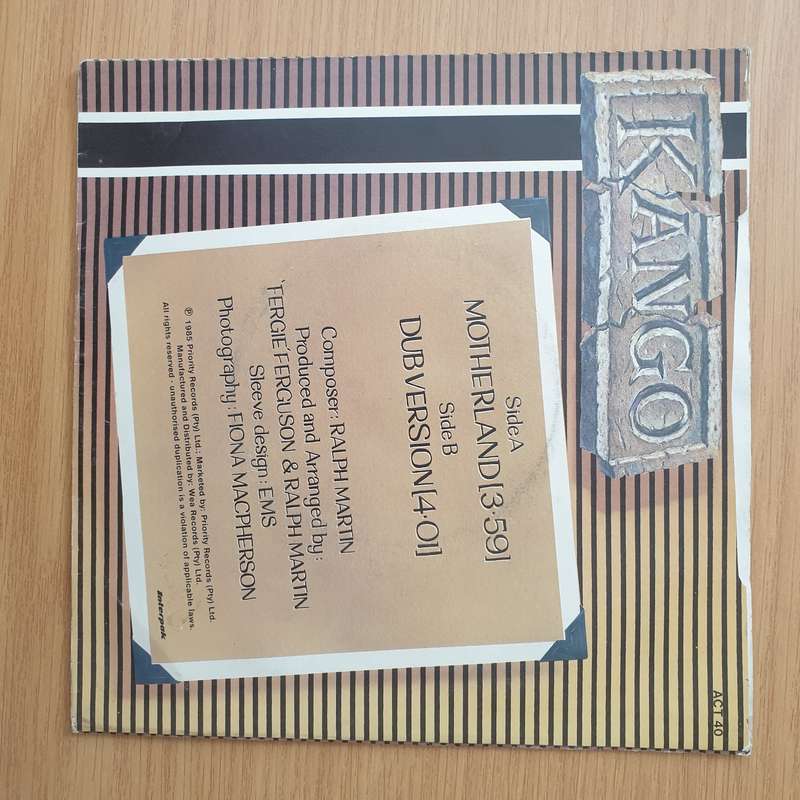 KANGO
Side A
MOTHERLAND [3·59]
Side B
DUB VERSION [4·01]
Composer: RALPH MARTIN
Produced and Arranged by:
'FERGIE' FERGUSON & RALPH MARTIN
Sleeve design: EMS
Photography: FIONA MACPHERSON
℗ 1985 Priority Records (Pty) Ltd.: Marketed by: Priority Records (Pty) Ltd.
Manufactured and Distributed by: Wea Records (Pty) Ltd.
All rights reserved - unauthorised duplication is a violation of applicable laws.
Interpak
ACT 40